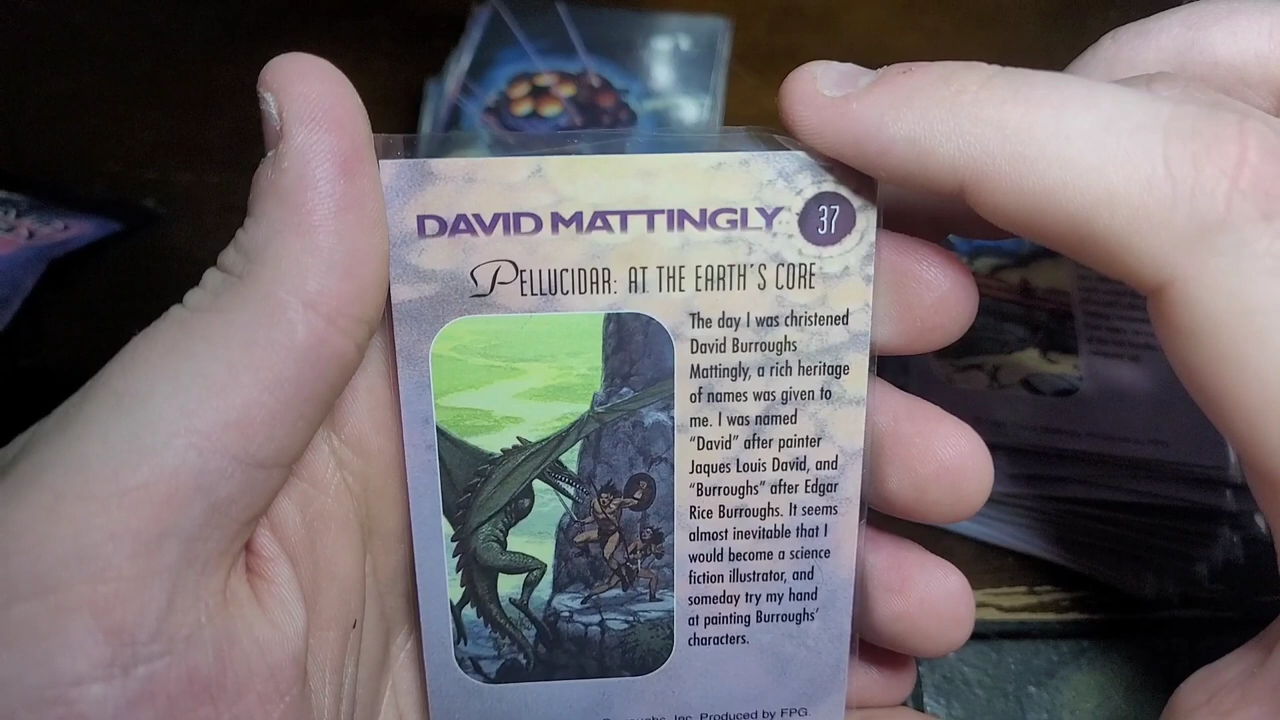 DAVID MATTINGLY 37
PELLUCIDAR: AT THE EARTH'S CORE
The day I was christened
David Burroughs
Mattingly, a rich heritage
of names was given to
me. I was named
"David" after painter
Jaques Louis David, and
"Burroughs" after Edgar
Rice Burroughs. It seems
almost inevitable that I
would become a science
fiction illustrator, and
someday try my hand
at painting Burroughs'
characters.
Burroughs, Inc. Produced by FPG.